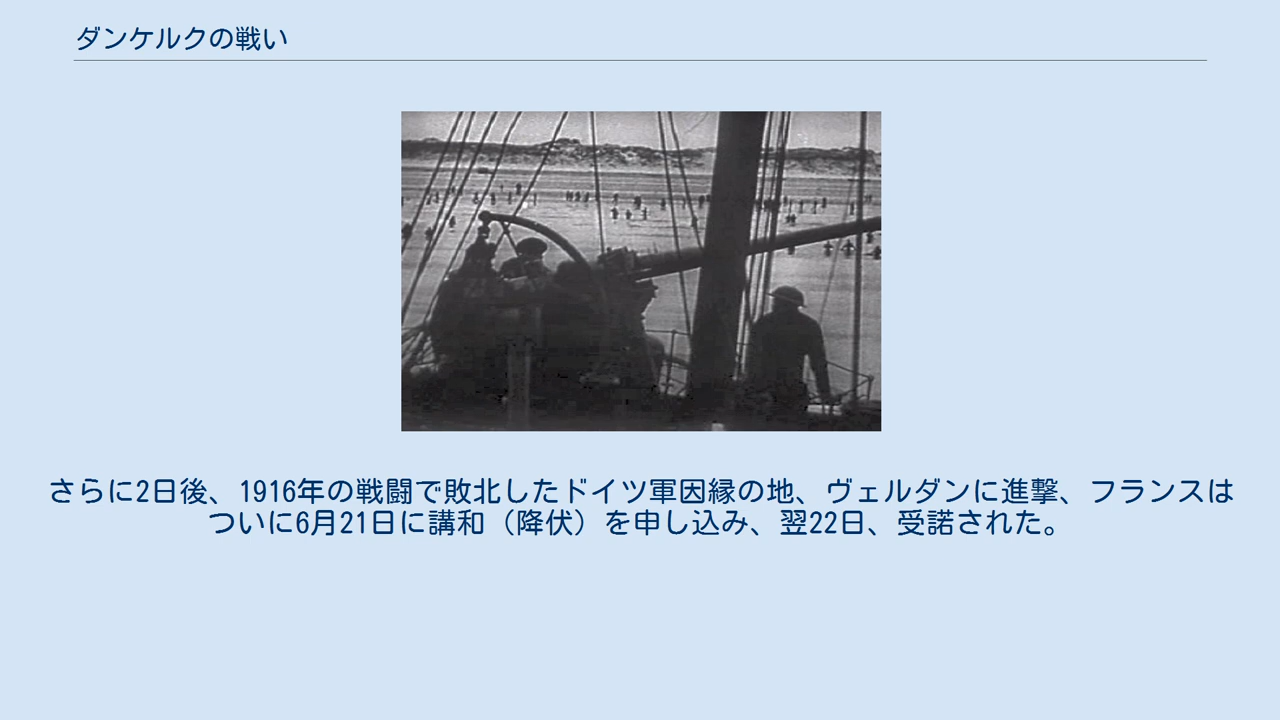 ダンケルクの戦い
さらに2日後、1916年の戦闘で敗北したドイツ軍因縁の地、ヴェルダンに進撃、フランスは
ついに6月21日に講和（降伏）を申し込み、翌22日、受諾された。